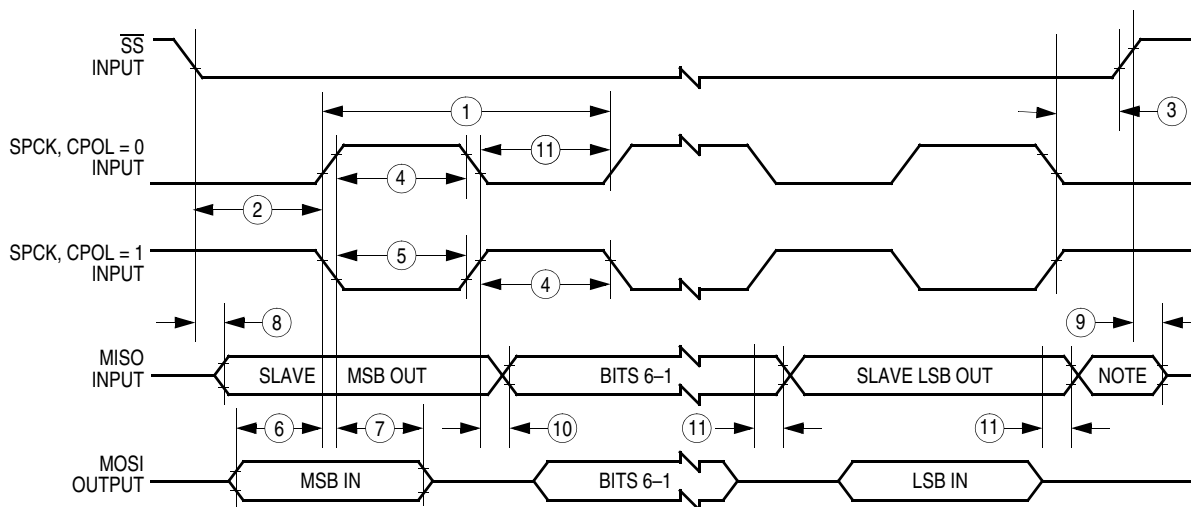 SS
INPUT
1
3
SPCK, CPOL = 0
INPUT
11
4
2
SPCK, CPOL = 1
INPUT
5
4
8
9
MISO
INPUT
SLAVE MSB OUT
BITS 6–1
SLAVE LSB OUT
NOTE
6
7
10
11
11
MOSI
OUTPUT
MSB IN
BITS 6–1
LSB IN